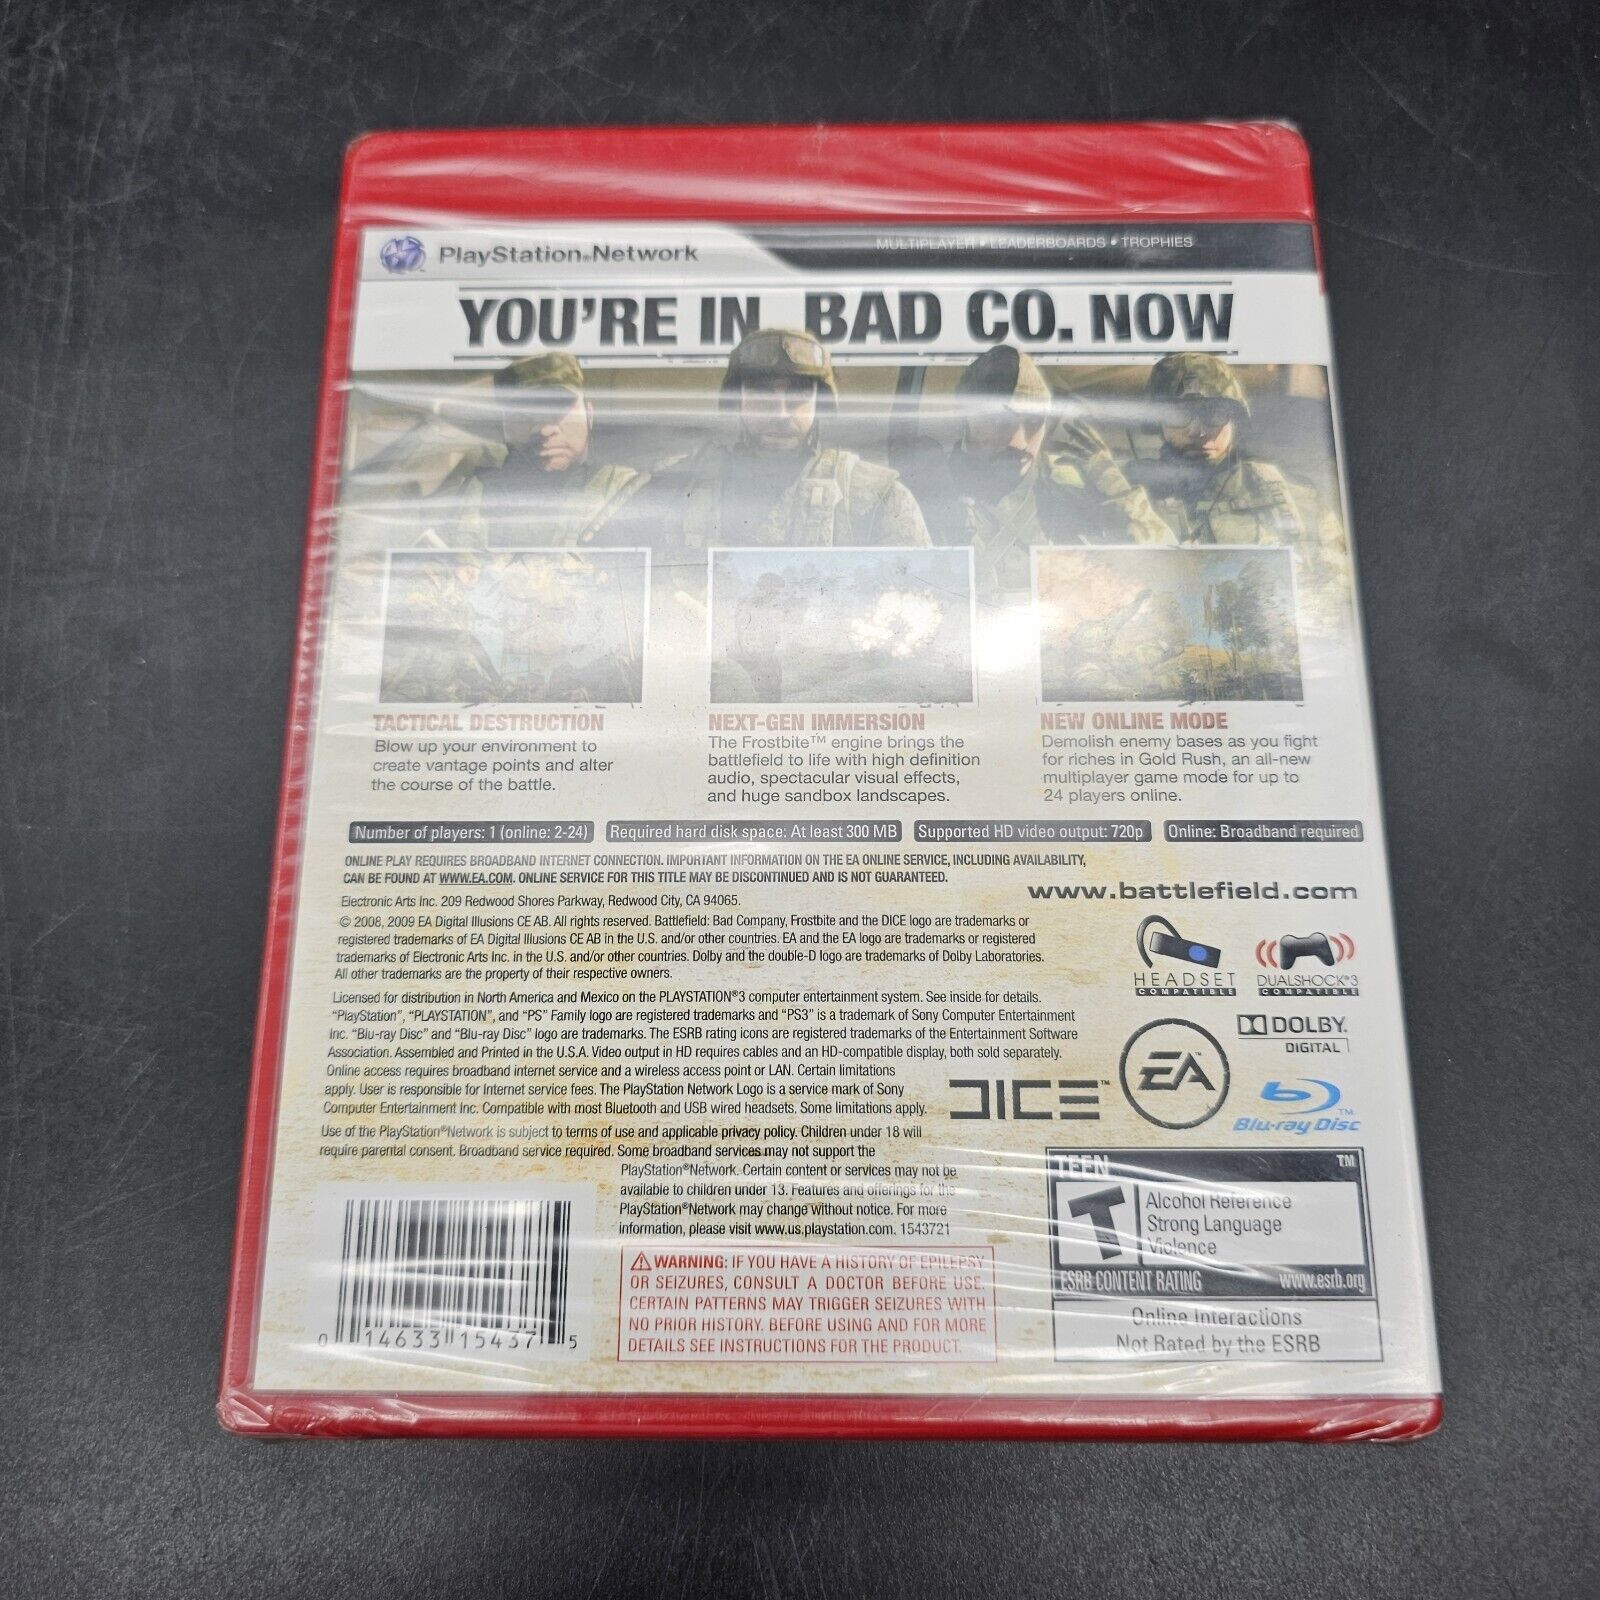 PlayStation®Network
MULTIPLAYER • LEADERBOARDS • TROPHIES
YOU'RE IN BAD CO. NOW
TACTICAL DESTRUCTION
Blow up your environment to
create vantage points and alter
the course of the battle.
NEXT-GEN IMMERSION
The Frostbite™ engine brings the
battlefield to life with high definition
audio, spectacular visual effects,
and huge sandbox landscapes.
NEW ONLINE MODE
Demolish enemy bases as you fight
for riches in Gold Rush, an all-new
multiplayer game mode for up to
24 players online.
Number of players: 1 (online: 2-24)
Required hard disk space: At least 300 MB
Supported HD video output: 720p
Online: Broadband required
ONLINE PLAY REQUIRES BROADBAND INTERNET CONNECTION. IMPORTANT INFORMATION ON THE EA ONLINE SERVICE, INCLUDING AVAILABILITY,
CAN BE FOUND AT WWW.EA.COM. ONLINE SERVICE FOR THIS TITLE MAY BE DISCONTINUED AND IS NOT GUARANTEED.
www.battlefield.com
Electronic Arts Inc. 209 Redwood Shores Parkway, Redwood City, CA 94065.
© 2008, 2009 EA Digital Illusions CE AB. All rights reserved. Battlefield: Bad Company, Frostbite and the DICE logo are trademarks or
registered trademarks of EA Digital Illusions CE AB in the U.S. and/or other countries. EA and the EA logo are trademarks or registered
trademarks of Electronic Arts Inc. in the U.S. and/or other countries. Dolby and the double-D logo are trademarks of Dolby Laboratories.
All other trademarks are the property of their respective owners.
Licensed for distribution in North America and Mexico on the PLAYSTATION®3 computer entertainment system. See inside for details.
"PlayStation", "PLAYSTATION", and "PS" Family logo are registered trademarks and "PS3" is a trademark of Sony Computer Entertainment
Inc. "Blu-ray Disc" and "Blu-ray Disc" logo are trademarks. The ESRB rating icons are registered trademarks of the Entertainment Software
Association. Assembled and Printed in the U.S.A. Video output in HD requires cables and an HD-compatible display, both sold separately.
Online access requires broadband internet service and a wireless access point or LAN. Certain limitations
apply. User is responsible for Internet service fees. The PlayStation Network Logo is a service mark of Sony
Computer Entertainment Inc. Compatible with most Bluetooth and USB wired headsets. Some limitations apply.
Use of the PlayStation®Network is subject to terms of use and applicable privacy policy. Children under 18 will
require parental consent. Broadband service required. Some broadband services may not support the
PlayStation®Network. Certain content or services may not be
available to children under 13. Features and offerings for the
PlayStation®Network may change without notice. For more
information, please visit www.us.playstation.com. 1543721
HEADSET
COMPATIBLE
DUALSHOCK®3
COMPATIBLE
DICE™
EA
DOLBY.
DIGITAL
Blu-ray Disc™
0 14633 15437 5
WARNING: IF YOU HAVE A HISTORY OF EPILEPSY
OR SEIZURES, CONSULT A DOCTOR BEFORE USE.
CERTAIN PATTERNS MAY TRIGGER SEIZURES WITH
NO PRIOR HISTORY. BEFORE USING AND FOR MORE
DETAILS SEE INSTRUCTIONS FOR THE PRODUCT.
TEEN ™
T
Alcohol Reference
Strong Language
Violence
ESRB CONTENT RATING www.esrb.org
Online Interactions
Not Rated by the ESRB